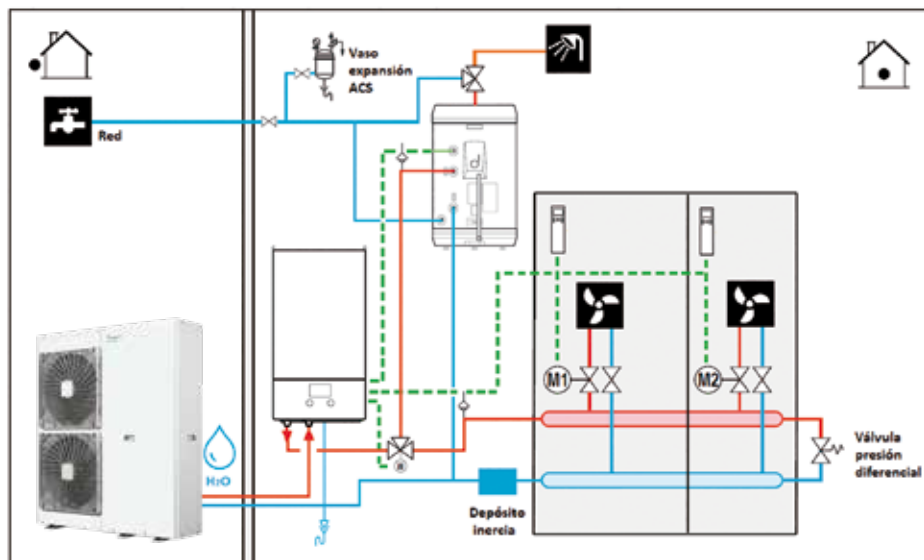 Vaso
expansión
ACS
Red
M1
M2
H₂O
Depósito
inercia
Válvula
presión
diferencial